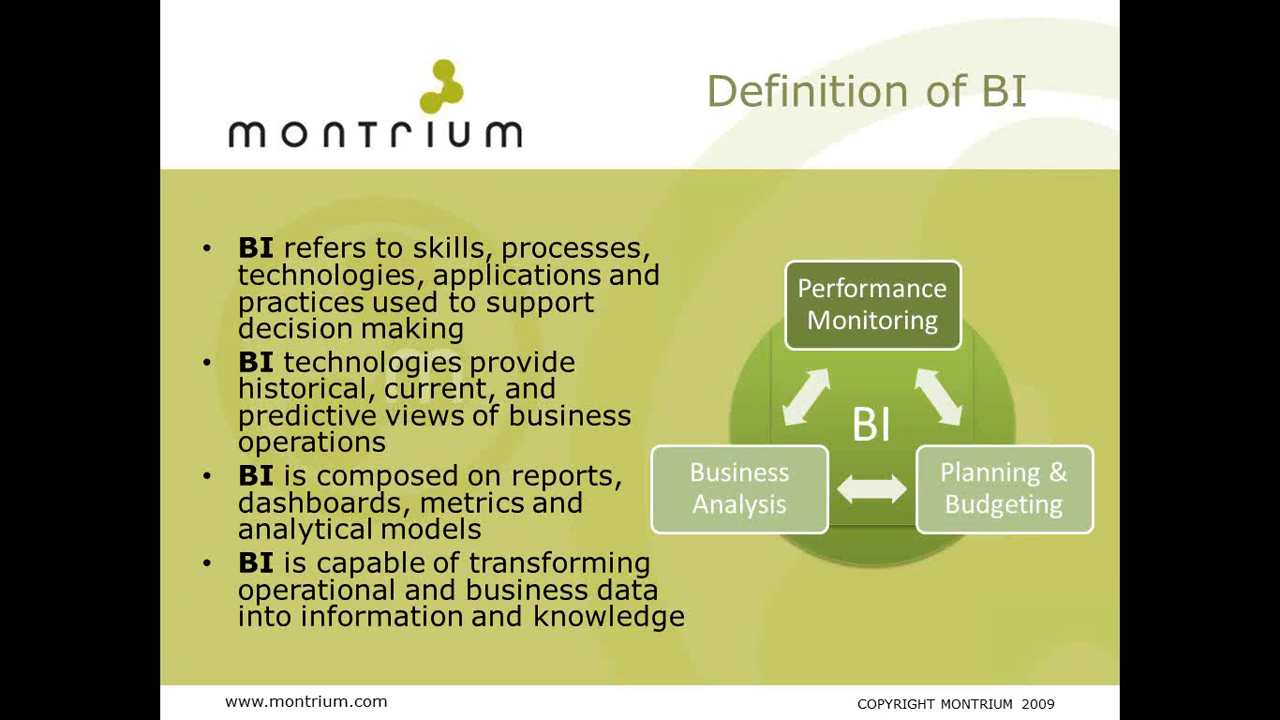 montrium
Definition of BI
• BI refers to skills, processes,
technologies, applications and
practices used to support
decision making
• BI technologies provide
historical, current, and
predictive views of business
operations
• BI is composed on reports,
dashboards, metrics and
analytical models
• BI is capable of transforming
operational and business data
into information and knowledge
Performance
Monitoring
BI
Business
Analysis
Planning &
Budgeting
www.montrium.com
COPYRIGHT MONTRIUM 2009